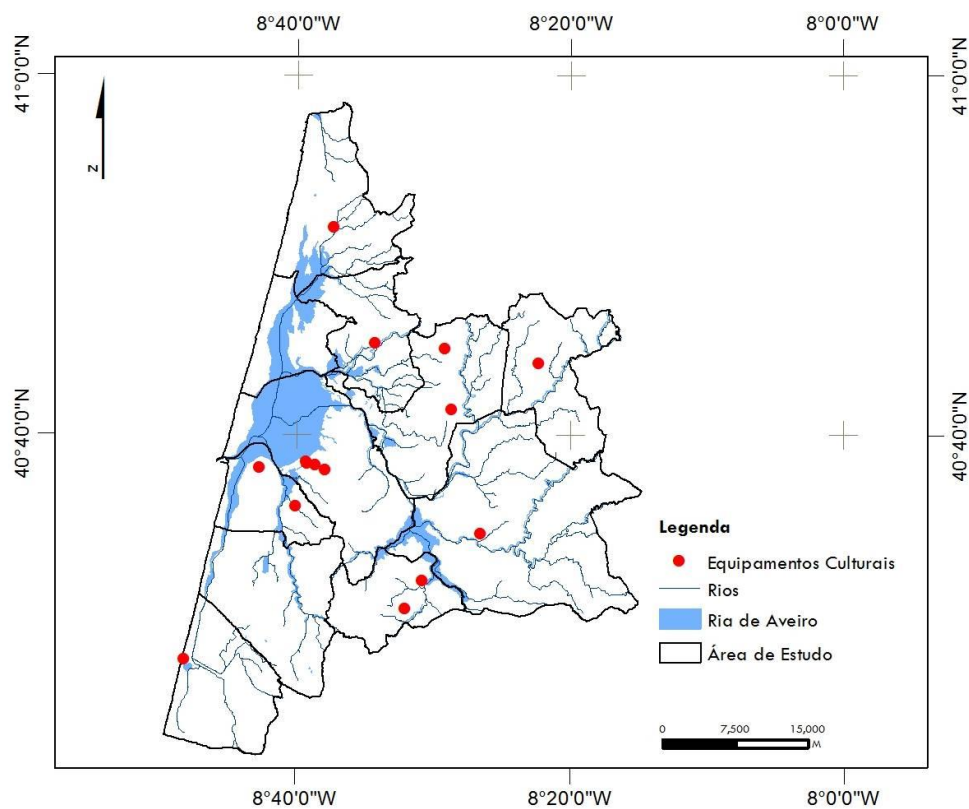 8°40'0"W 8°20'0"W 8°0'0"W
41°0'0"N 41°0'0"N
N
40°40'0"N 40°40'0"N
Legenda
Equipamentos Culturais
Rios
Ria de Aveiro
Área de Estudo
0 7,500 15,000
M
8°40'0"W 8°20'0"W 8°0'0"W